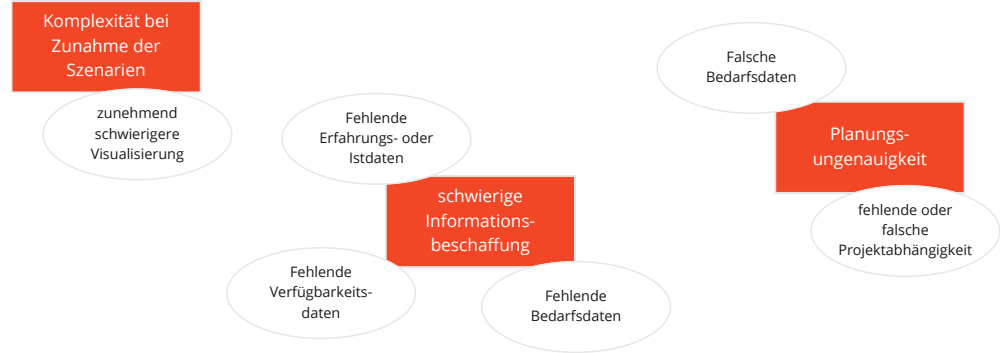 Komplexität bei
Zunahme der
Szenarien
zunehmend
schwierigere
Visualisierung
Fehlende
Erfahrungs- oder
Istdaten
schwierige
Informations-
beschaffung
Fehlende
Verfügbarkeits-
daten
Fehlende
Bedarfsdaten
Falsche
Bedarfsdaten
Planungs-
ungenauigkeit
fehlende oder
falsche
Projektabhängigkeit